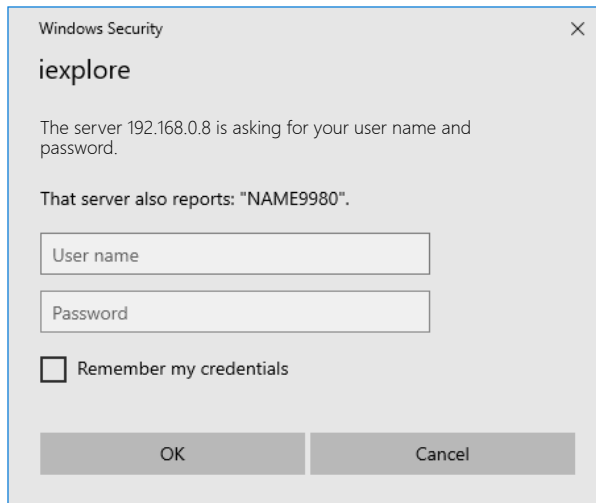 Windows Security
iexplore
The server 192.168.0.8 is asking for your user name and
password.
That server also reports: "NAME9980".
User name
Password
Remember my credentials
OK
Cancel